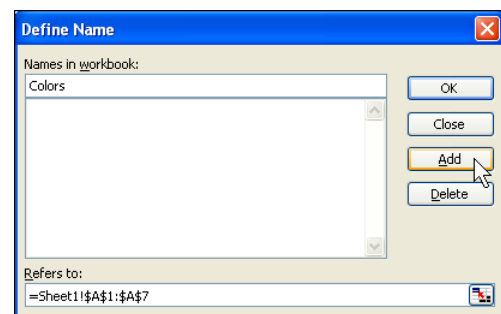 Define Name
Names in workbook:
Colors
OK
Close
Add
Delete
Refers to:
=Sheet1!$A$1:$A$7